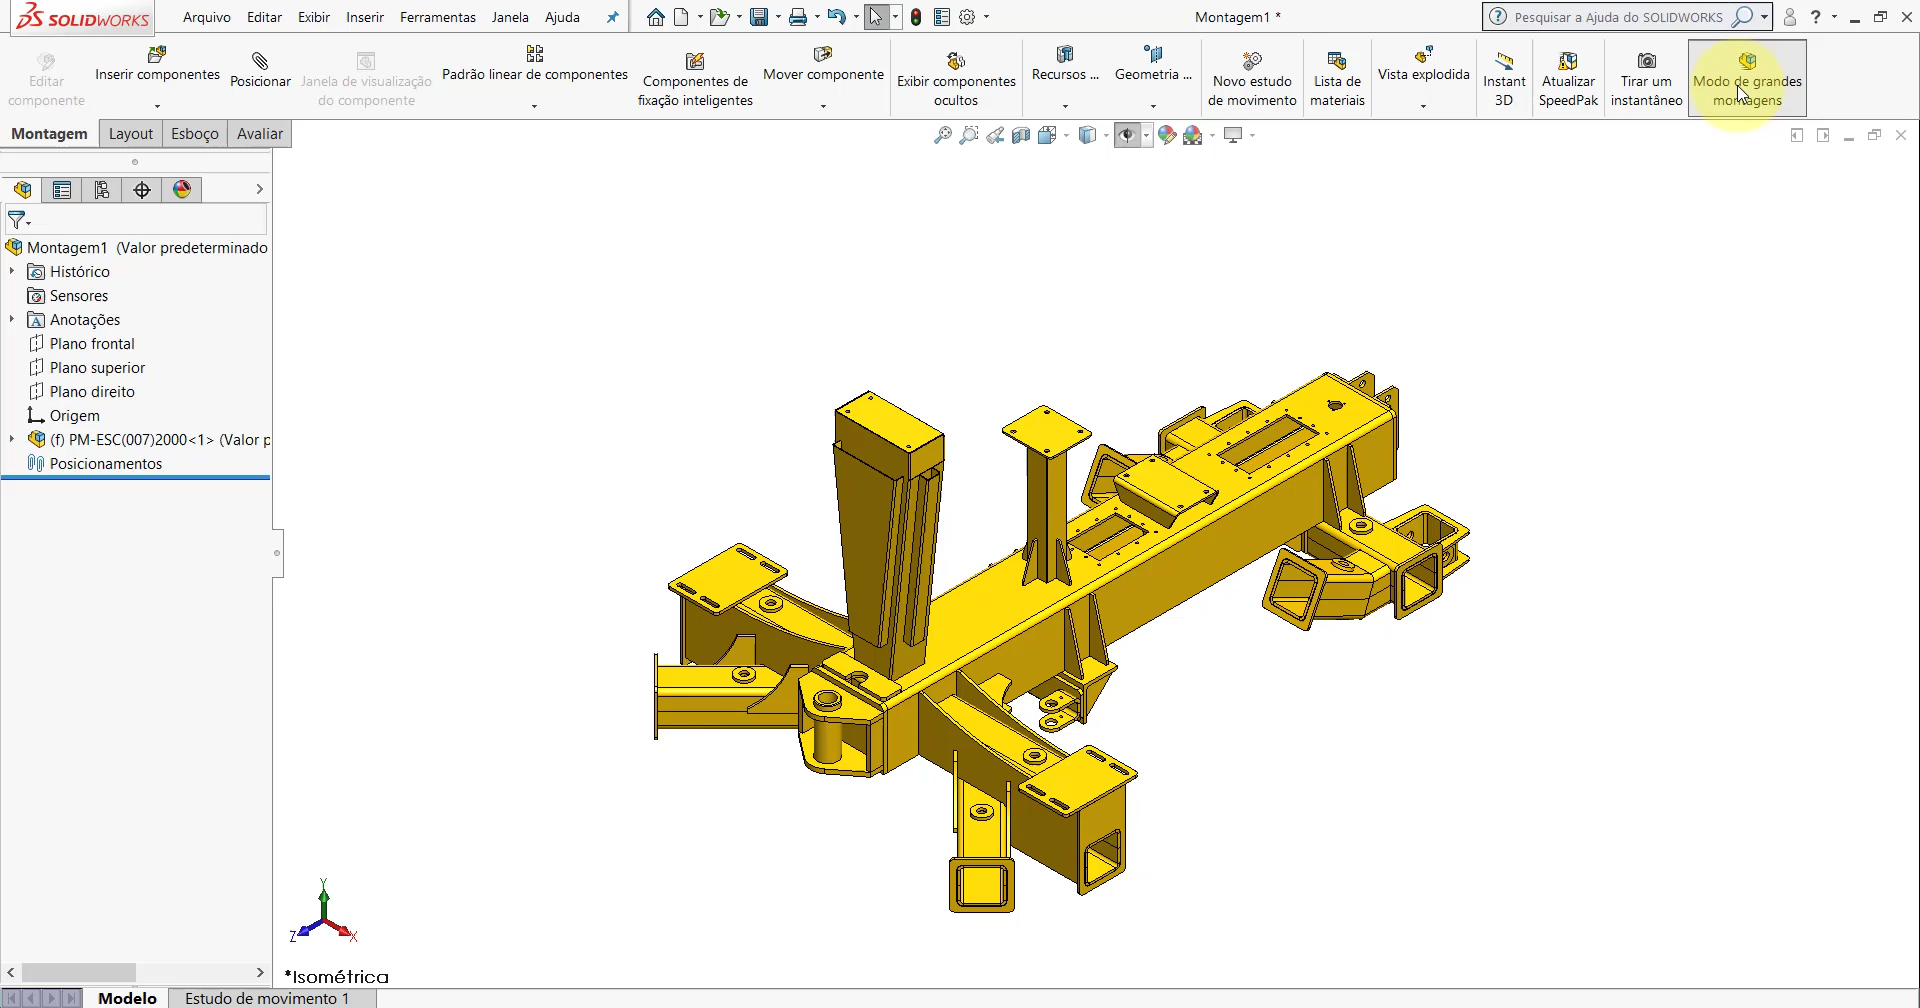 SOLIDWORKS
Arquivo Editar Exibir Inserir Ferramentas Janela Ajuda
Montagem1 *
Pesquisar a Ajuda do SOLIDWORKS
?
Editar componente
Inserir componentes
Posicionar
Janela de visualização do componente
Padrão linear de componentes
Componentes de fixação inteligentes
Mover componente
Exibir componentes ocultos
Recursos ...
Geometria ...
Novo estudo de movimento
Lista de materiais
Vista explodida
Instant 3D
Atualizar SpeedPak
Tirar um instantâneo
Modo de grandes montagens
Montagem Layout Esboço Avaliar
Montagem1 (Valor predeterminado
Histórico
Sensores
Anotações
Plano frontal
Plano superior
Plano direito
Origem
(f) PM-ESC(007)2000<1> (Valor p
Posicionamentos
Y
Z
X
*Isométrica
Modelo Estudo de movimento 1